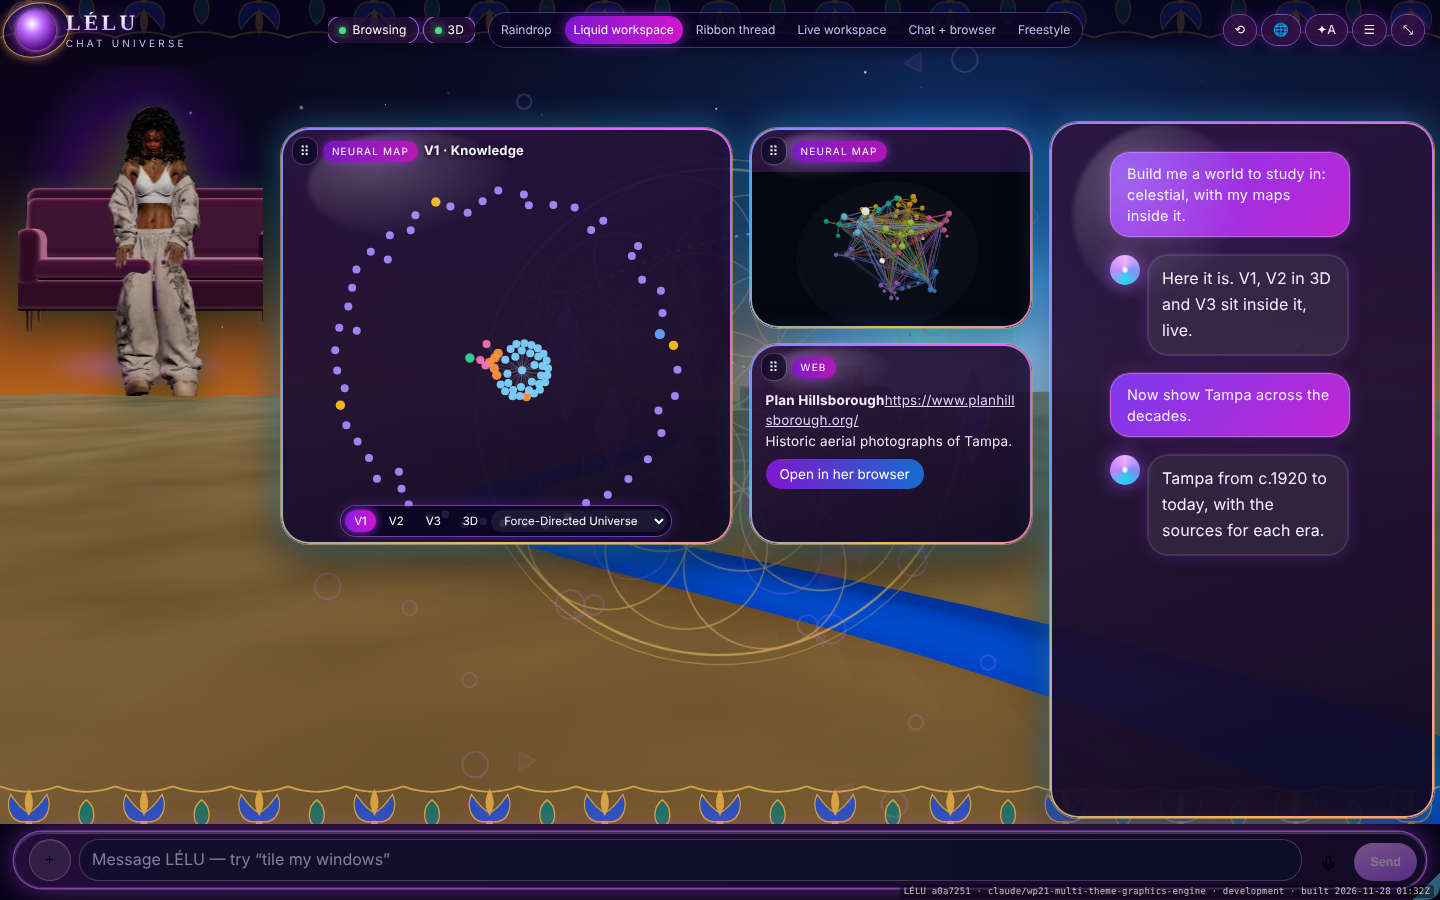 LÉLU
CHAT UNIVERSE
Browsing
3D
Raindrop
Liquid workspace
Ribbon thread
Live workspace
Chat + browser
Freestyle
A
NEURAL MAP
V1 · Knowledge
V1
V2
V3
3D
Force-Directed Universe
NEURAL MAP
WEB
Plan Hillsboroughhttps://www.planhill
sborough.org/
Historic aerial photographs of Tampa.
Open in her browser
Build me a world to study in:
celestial, with my maps
inside it.
Here it is. V1, V2 in 3D
and V3 sit inside it,
live.
Now show Tampa across the
decades.
Tampa from c.1920 to
today, with the
sources for each era.
Message LÉLU — try “tile my windows”
Send
LÉLU a0a7251 · claude/wp21-multi-theme-graphics-engine · development · built 2026-11-28 01:32Z